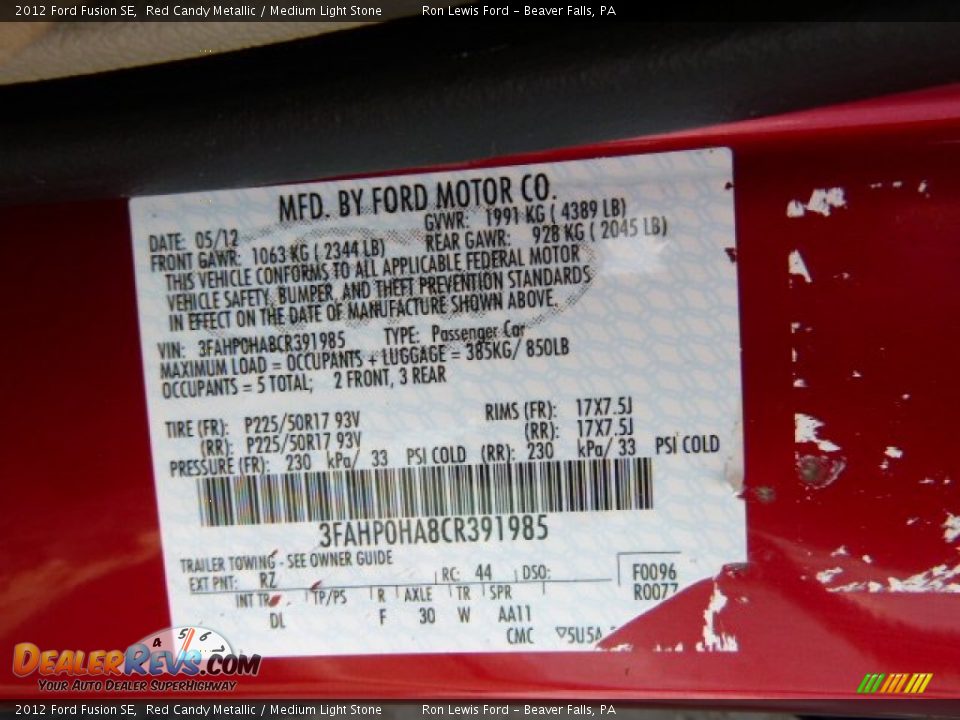 2012 Ford Fusion SE, Red Candy Metallic / Medium Light Stone Ron Lewis Ford - Beaver Falls, PA
MFD. BY FORD MOTOR CO.
DATE: 05/12 GVWR: 1991 KG ( 4389 LB)
FRONT GAWR: 1063 KG ( 2344 LB) REAR GAWR: 928 KG ( 2045 LB)
THIS VEHICLE CONFORMS TO ALL APPLICABLE FEDERAL MOTOR
VEHICLE SAFETY, BUMPER, AND THEFT PREVENTION STANDARDS
IN EFFECT ON THE DATE OF MANUFACTURE SHOWN ABOVE.
VIN: 3FAHP0HA8CR391985 TYPE: Passenger Car
MAXIMUM LOAD = OCCUPANTS + LUGGAGE = 385KG/ 850LB
OCCUPANTS = 5 TOTAL; 2 FRONT, 3 REAR
TIRE (FR): P225/50R17 93V RIMS (FR): 17X7.5J
(RR): P225/50R17 93V (RR): 17X7.5J
PRESSURE (FR): 230 kPa/ 33 PSI COLD (RR): 230 kPa/ 33 PSI COLD
3FAHP0HA8CR391985
TRAILER TOWING - SEE OWNER GUIDE
EXT PNT: RZ RC: 44 DSO: F0096
R0077
INT TR TP/PS R AXLE TR SPR
DL F 30 W AA11
CMC ▽5U5A
4 5 6
DEALERREVS.COM
YOUR AUTO DEALER SUPERHIGHWAY
2012 Ford Fusion SE, Red Candy Metallic / Medium Light Stone Ron Lewis Ford - Beaver Falls, PA